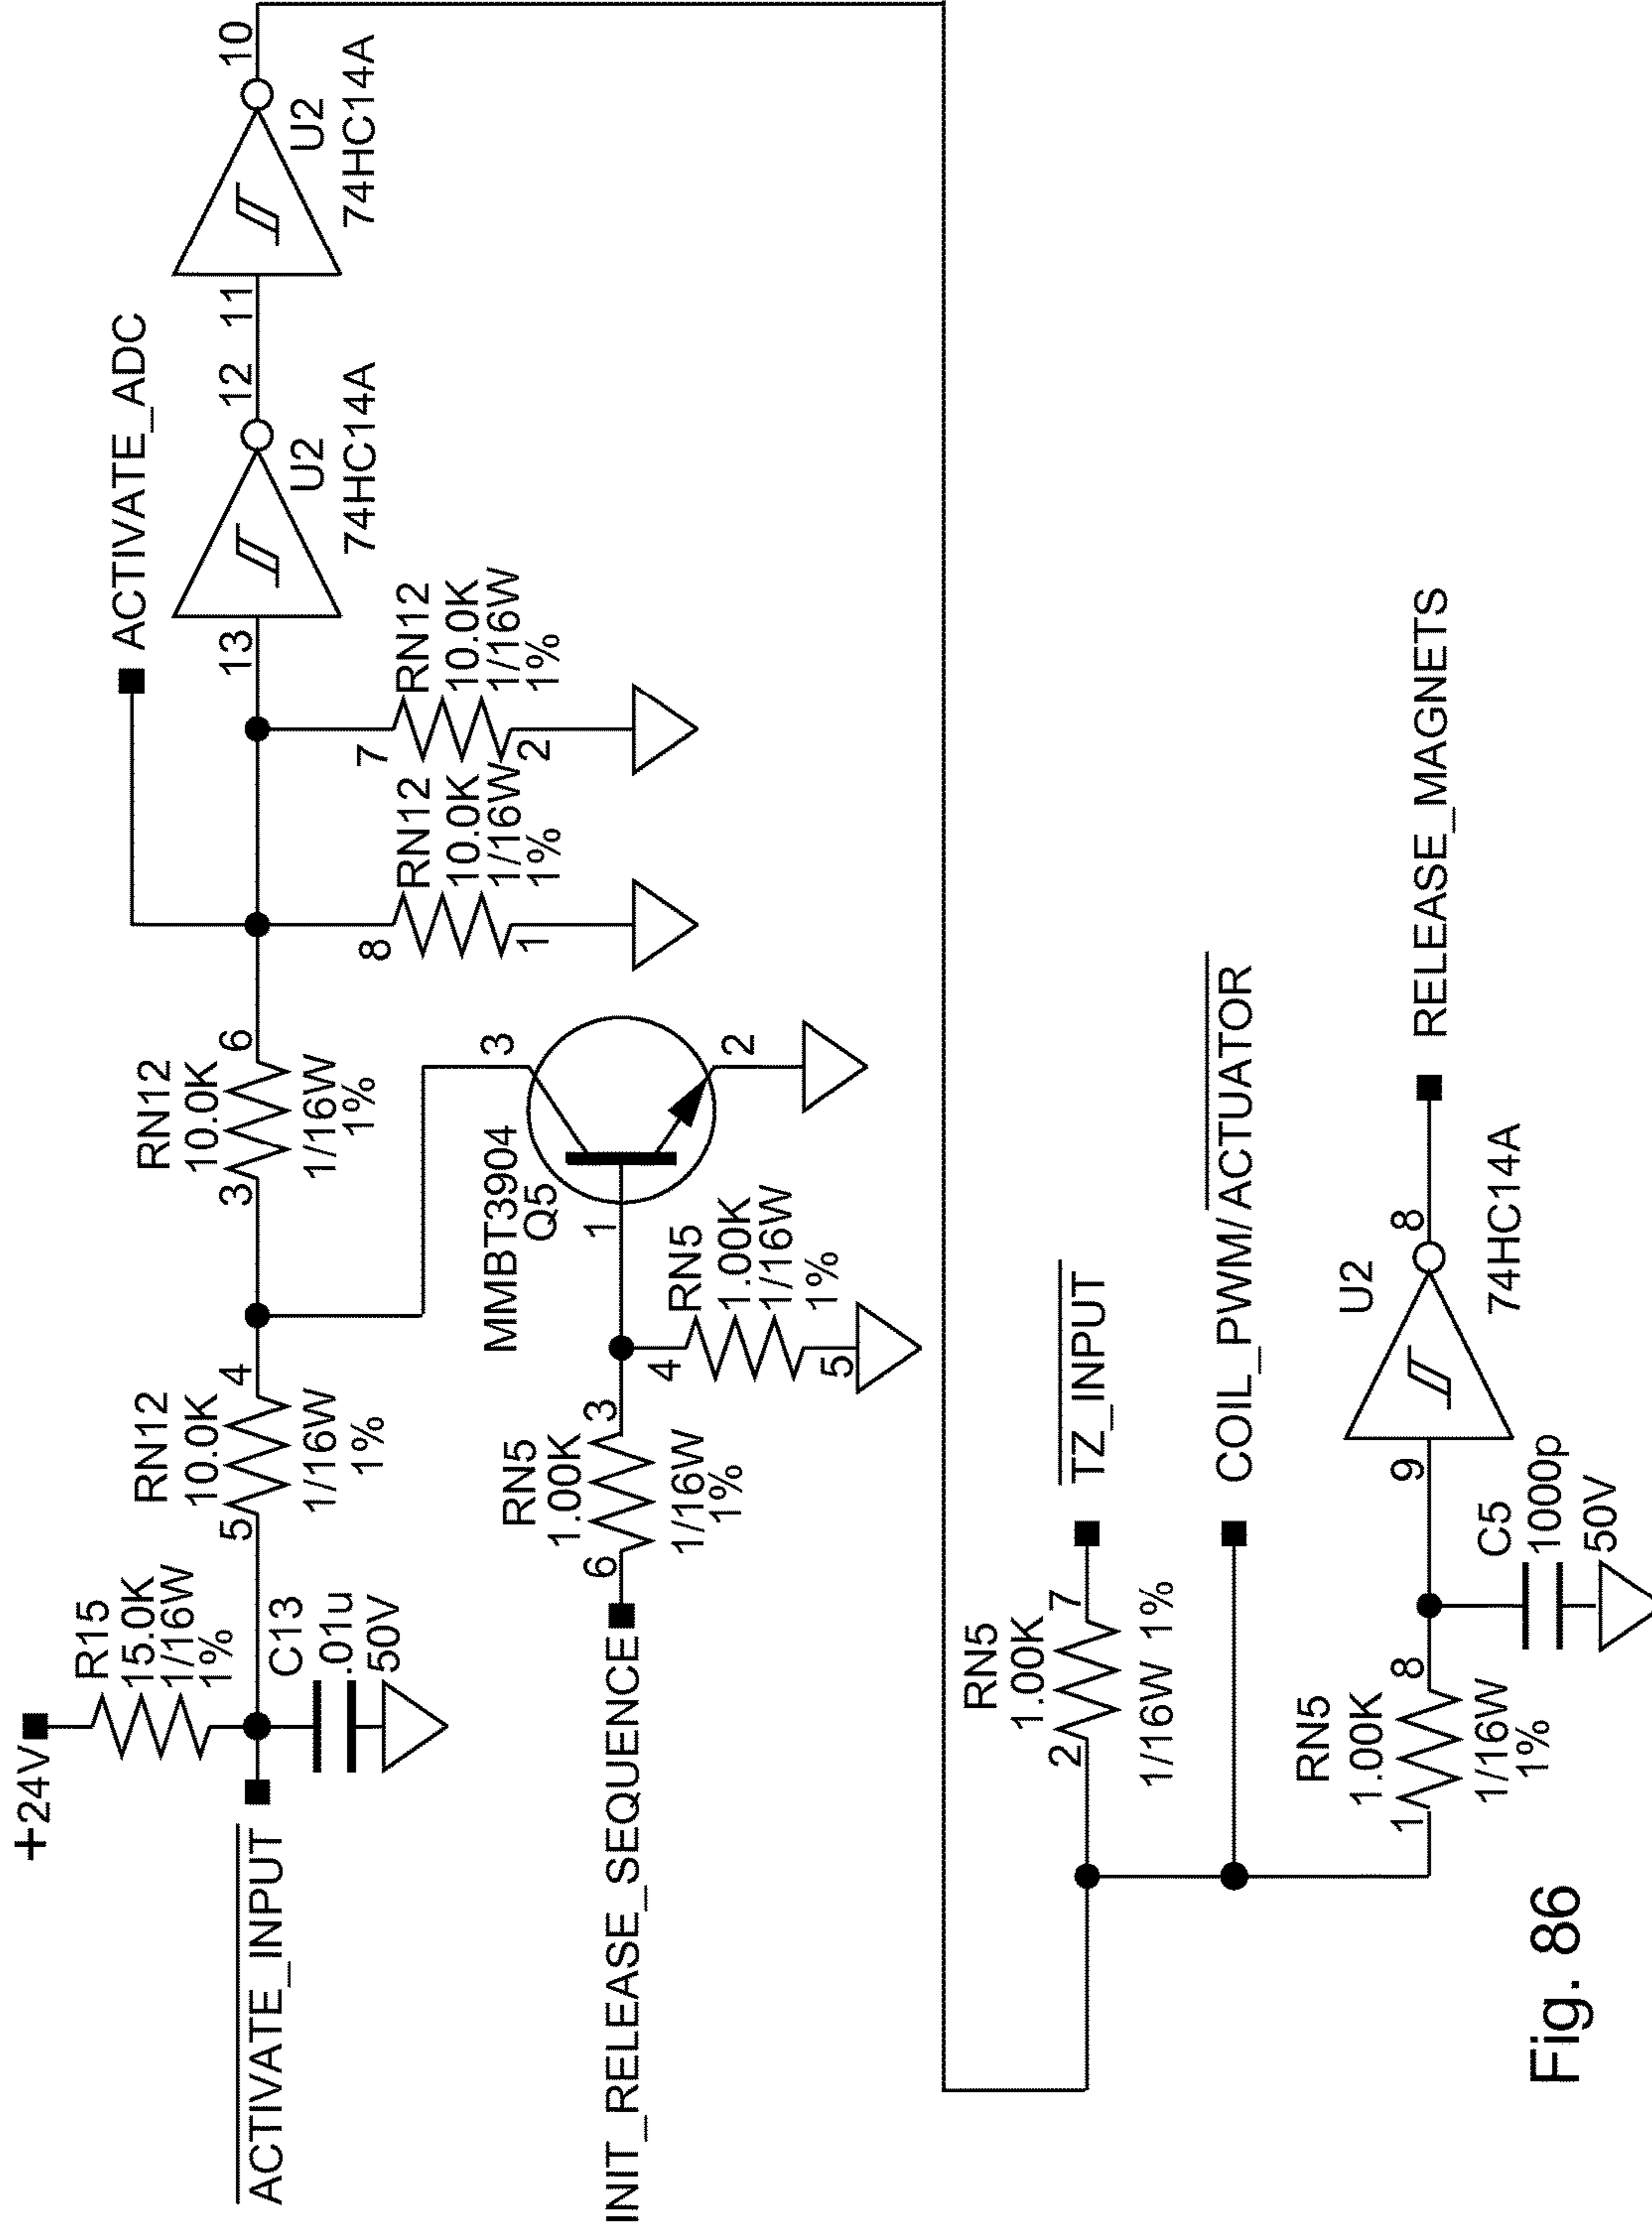 +24V
R15
15.0K
1/16W
1%
ACTIVATE_INPUT
C13
.01u
50V
5
RN12
10.0K
1/16W
1%
4
3
RN12
10.0K
1/16W
1%
6
ACTIVATE_ADC
8
RN12
10.0K
1/16W
1%
1
7
RN12
10.0K
1/16W
1%
2
13
12
U2
74HC14A
11
10
U2
74HC14A
INIT_RELEASE_SEQUENCE
6
RN5
1.00K
1/16W
1%
3
4
RN5
1.00K
1/16W
1%
5
MMBT3904
Q5
1
3
2
2
RN5
1.00K
1/16W 1%
7
TZ_INPUT
COIL_PWM/ACTUATOR
1
RN5
1.00K
1/16W
1%
8
C5
1000p
50V
9
U2
8
74HC14A
RELEASE_MAGNETS
Fig. 86